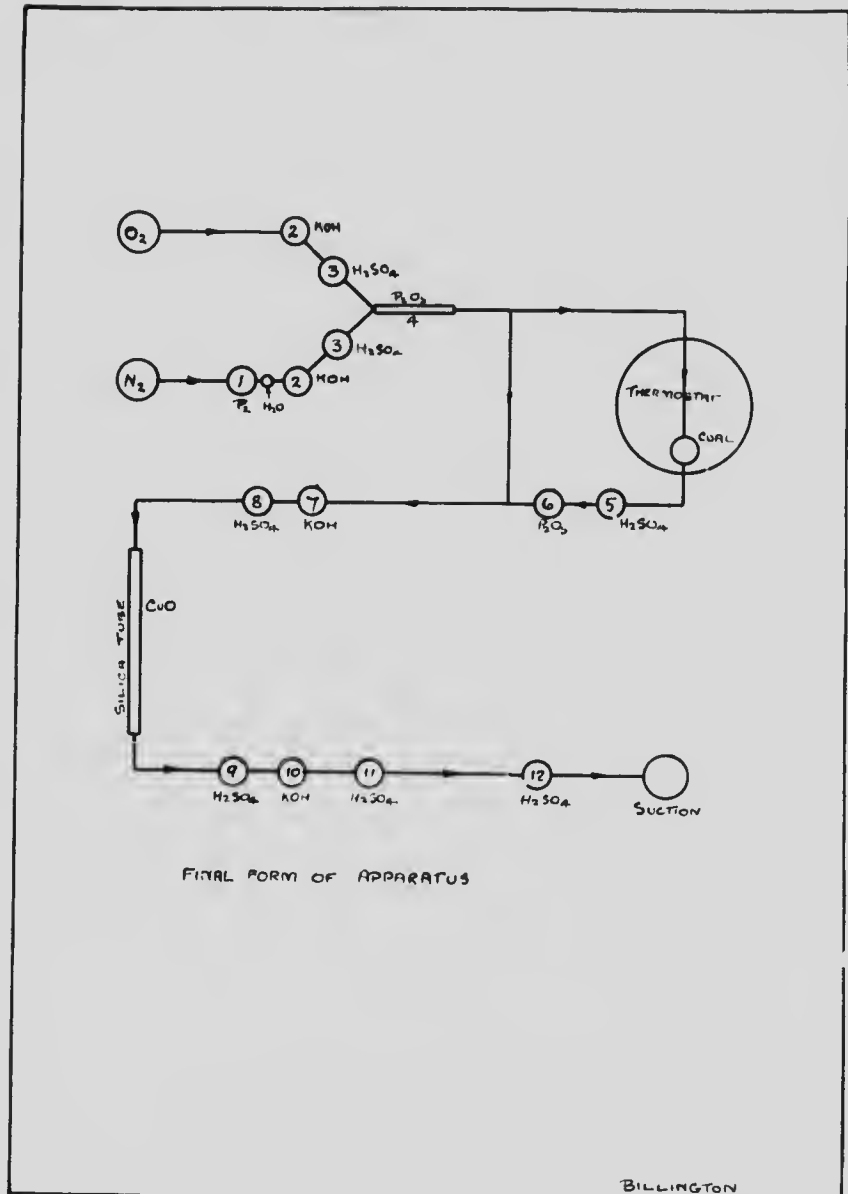 O₂
2 KOH
3 H₂SO₄
P₂O₅
4
3 H₂SO₄
N₂
1
2 KOH
P₂
H₂O
THERMOSTAT
COAL
8
7
6
5
H₂SO₄
KOH
P₂O₅
H₂SO₄
CUO
SILICA TUBE
9
10
11
12
H₂SO₄
KOH
H₂SO₄
H₂SO₄
SUCTION
FINAL FORM OF APPARATUS
BILLINGTON